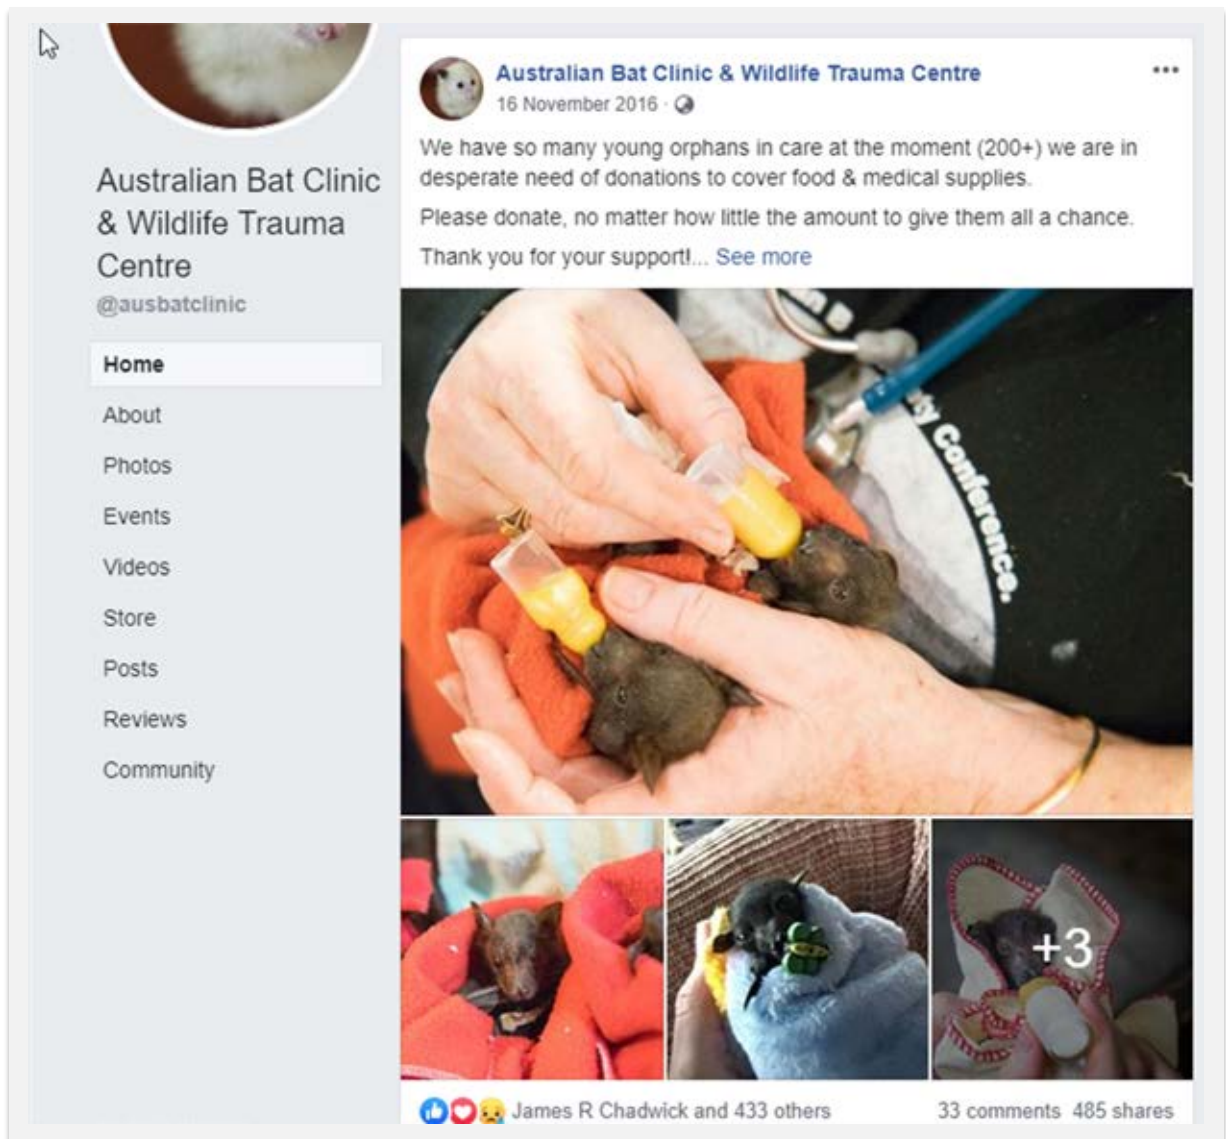 Australian Bat Clinic
& Wildlife Trauma
Centre
@ausbatclinic
Home
About
Photos
Events
Videos
Store
Posts
Reviews
Community
Australian Bat Clinic & Wildlife Trauma Centre
16 November 2016 ·
We have so many young orphans in care at the moment (200+) we are in
desperate need of donations to cover food & medical supplies.
Please donate, no matter how little the amount to give them all a chance.
Thank you for your support!... See more
Conference.
+3
James R Chadwick and 433 others
33 comments 485 shares